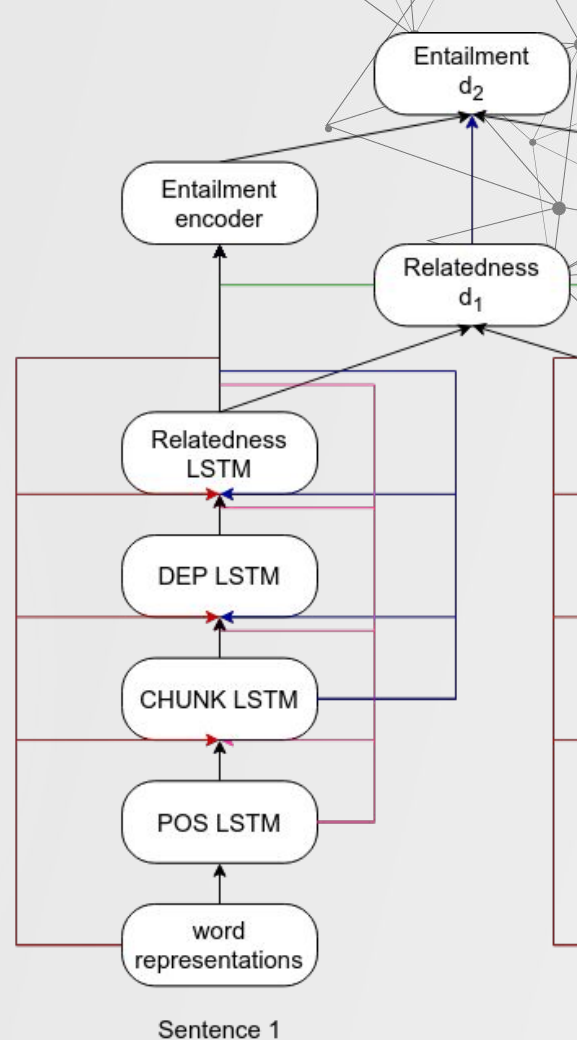 Entailment
d2
Entailment
encoder
Relatedness
d1
Relatedness
LSTM
DEP LSTM
CHUNK LSTM
POS LSTM
word
representations
Sentence 1